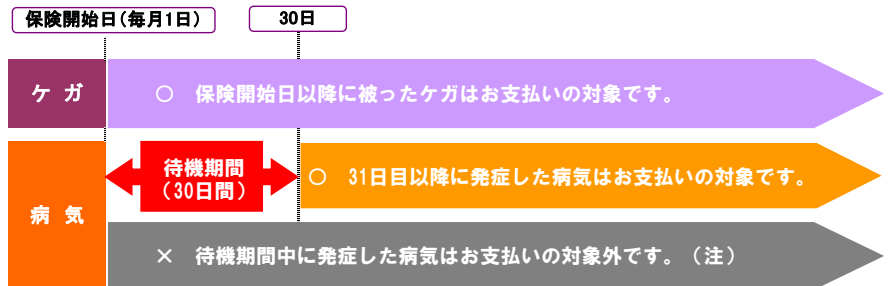 保険開始日（毎月1日）
30日
ケガ
〇 保険開始日以降に被ったケガはお支払いの対象です。
待機期間
（30日間）
〇 31日目以降に発症した病気はお支払いの対象です。
病気
× 待機期間中に発症した病気はお支払いの対象外です。（注）